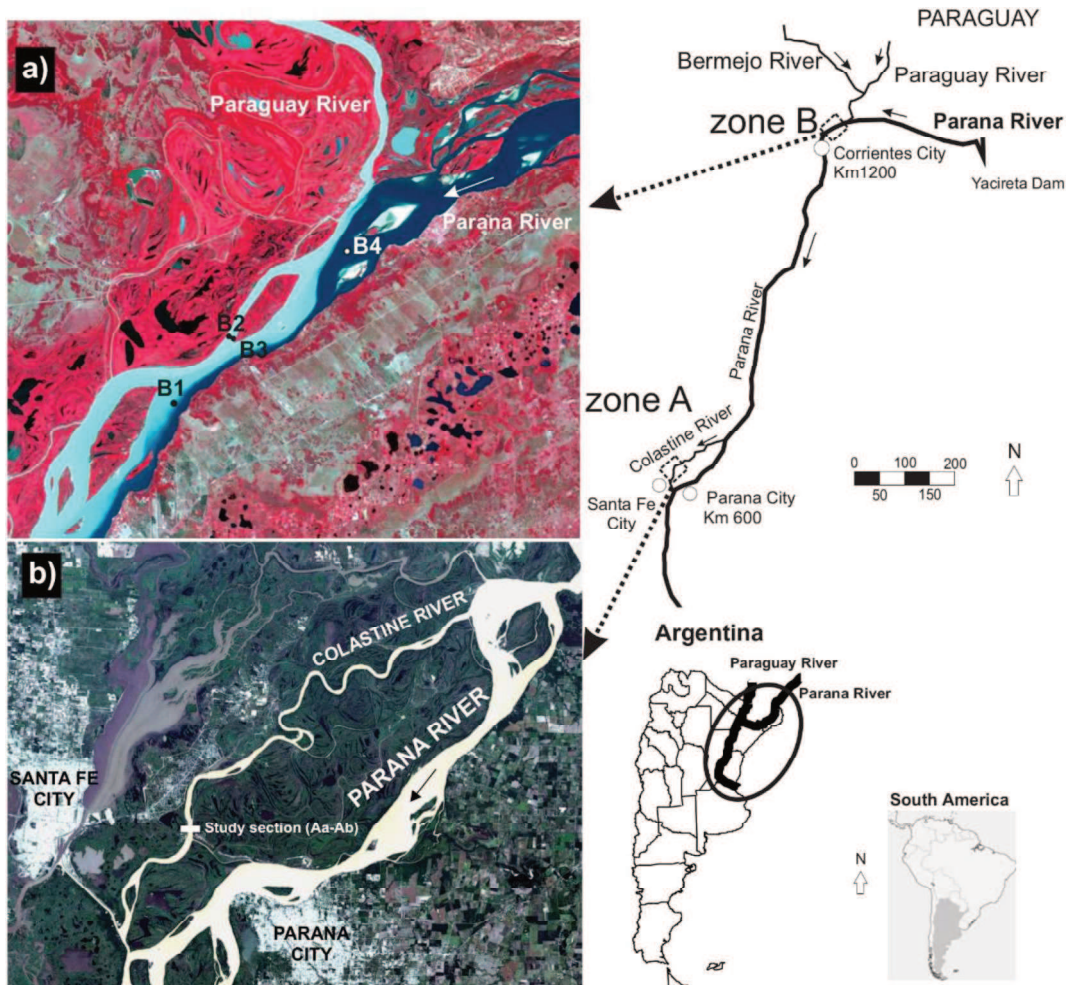 a)
Paraguay River
Parana River
B4
B2
B3
B1
PARAGUAY
Bermejo River
Paraguay River
zone B
Parana River
Corrientes City
Km1200
Yacireta Dam
Parana River
zone A
Colastine River
Santa Fe
City
Parana City
Km 600
0 100 200
50 150
N
b)
COLASTINE RIVER
PARANA RIVER
SANTA FE
CITY
Study section (Aa-Ab)
PARANA
CITY
Argentina
Paraguay River
Parana River
N
South America